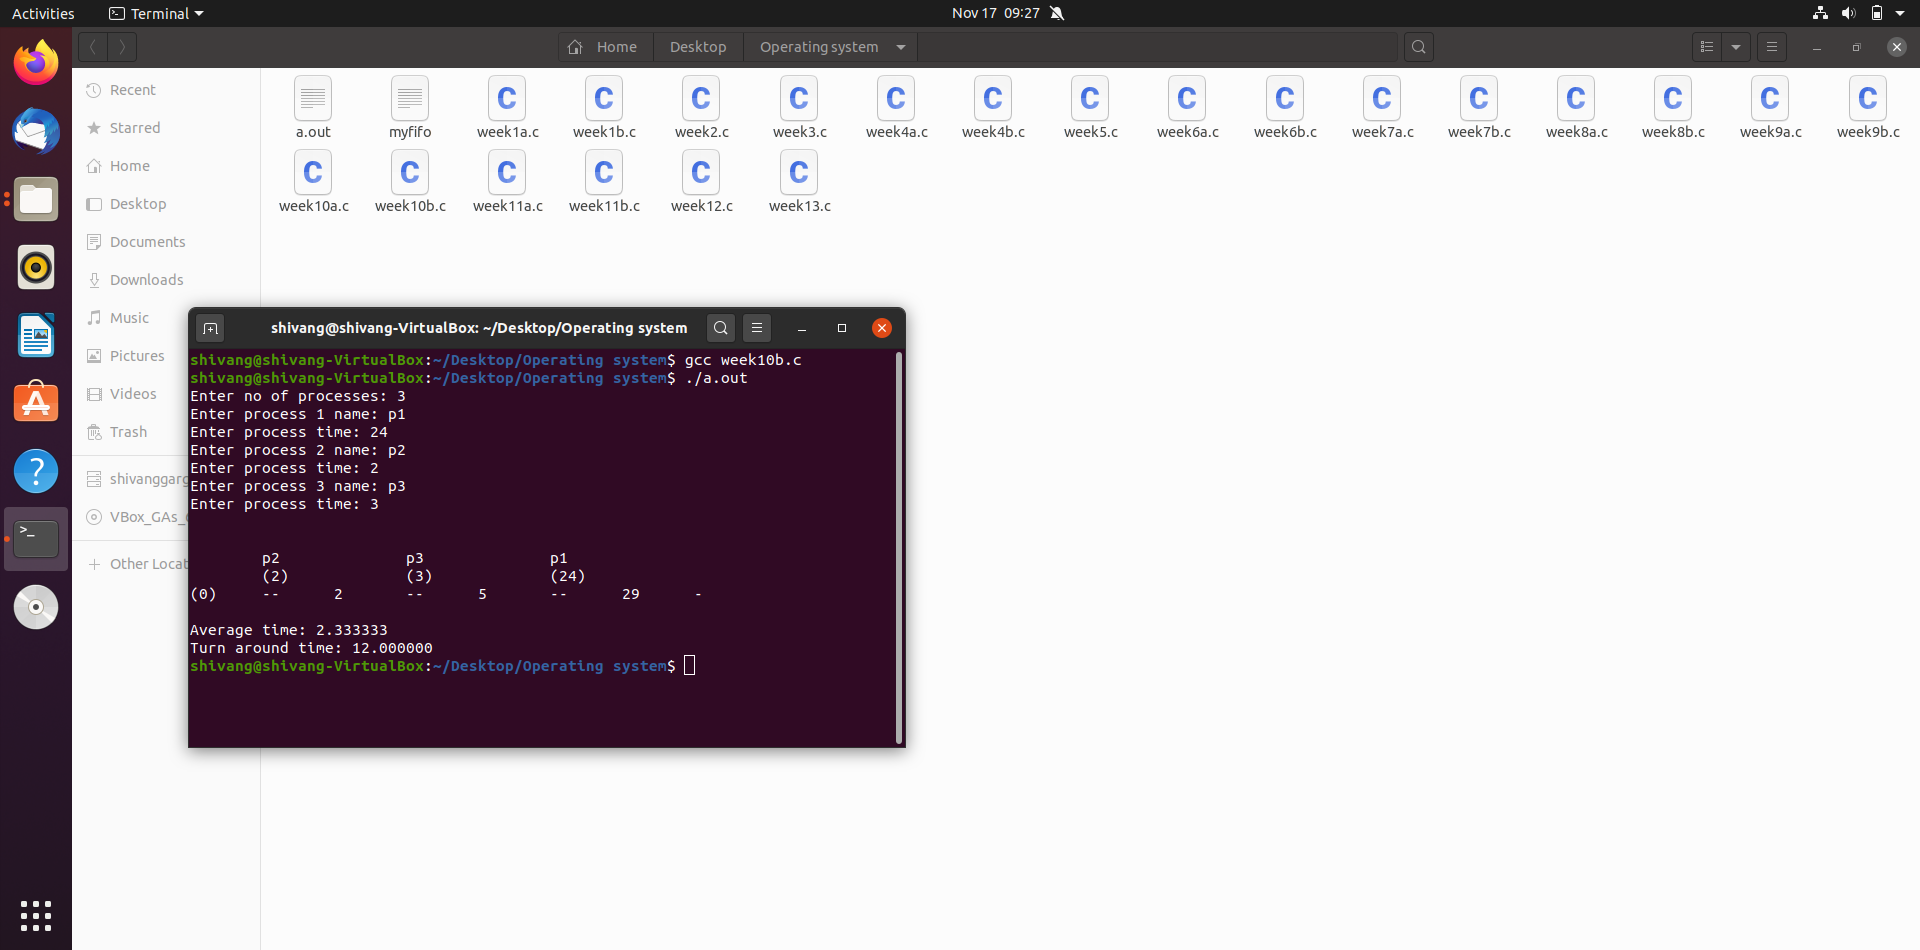 Activities Terminal Nov 17 09:27
Home Desktop Operating system
Recent
Starred
Home
Desktop
Documents
Downloads
Music
Pictures
Videos
Trash
shivanggarg
VBox_GAs_
Other Locat
a.out myfifo week1a.c week1b.c week2.c week3.c week4a.c week4b.c week5.c week6a.c week6b.c week7a.c week7b.c week8a.c week8b.c week9a.c week9b.c
week10a.c week10b.c week11a.c week11b.c week12.c week13.c
shivang@shivang-VirtualBox: ~/Desktop/Operating system
shivang@shivang-VirtualBox:~/Desktop/Operating system$ gcc week10b.c
shivang@shivang-VirtualBox:~/Desktop/Operating system$ ./a.out
Enter no of processes: 3
Enter process 1 name: p1
Enter process time: 24
Enter process 2 name: p2
Enter process time: 2
Enter process 3 name: p3
Enter process time: 3
p2 p3 p1
(2) (3) (24)
(0) -- 2 -- 5 -- 29 -
Average time: 2.333333
Turn around time: 12.000000
shivang@shivang-VirtualBox:~/Desktop/Operating system$